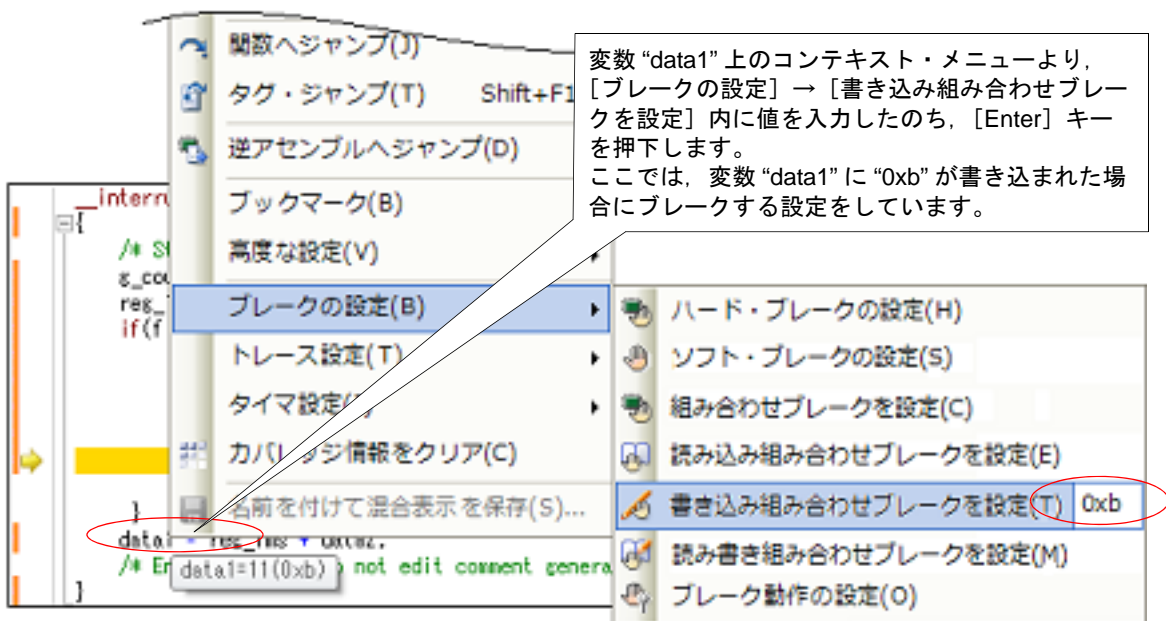 関数へジャンプ(J)
タグ・ジャンプ(T) Shift+F1
逆アセンブルへジャンプ(D)
ブックマーク(B)
高度な設定(V)
ブレークの設定(B)
トレース設定(T)
タイマ設定
カバレッジ情報をクリア(C)
名前を付けて混合表示を保存(S)...
変数 “data1” 上のコンテキスト・メニューより,
[ブレークの設定] → [書き込み組み合わせブレー
クを設定] 内に値を入力したのち, [Enter] キー
を押下します。
ここでは, 変数 “data1” に “0xb” が書き込まれた場
合にブレークする設定をしています。
ハード・ブレークの設定(H)
ソフト・ブレークの設定(S)
組み合わせブレークを設定(C)
読み込み組み合わせブレークを設定(E)
書き込み組み合わせブレークを設定(T) 0xb
読み書き組み合わせブレークを設定(M)
ブレーク動作の設定(O)
__interru
{
/* St
g_cou
reg_
if(f
}
data1 =
/* En not edit comment genera
data1=11(0xb)
}